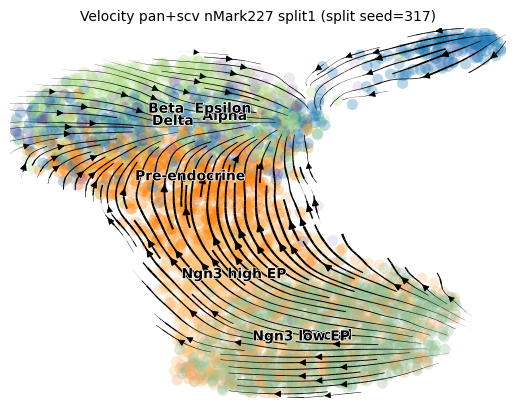 Velocity pan+scv nMark227 split1 (split seed=317)
Beta Epsilon
Delta Alpha
Pre-endocrine
Ngn3 high EP
Ngn3 low EP